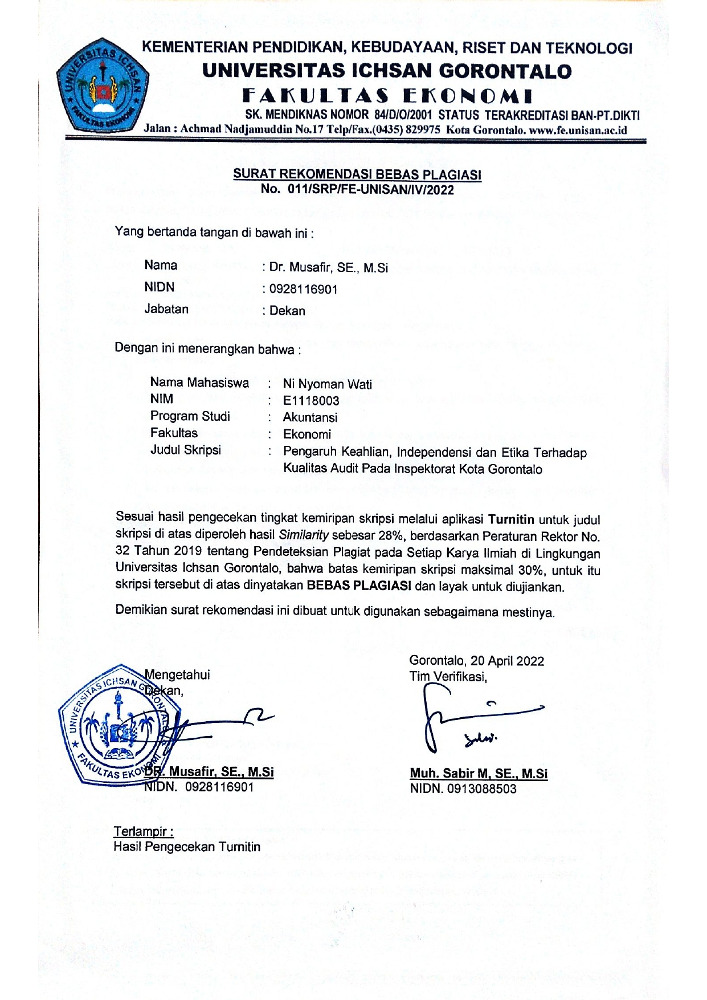 KEMENTERIAN PENDIDIKAN, KEBUDAYAAN, RISET DAN TEKNOLOGI
UNIVERSITAS ICHSAN GORONTALO
FAKULTAS EKONOMI
SK. MENDIKNAS NOMOR 84/D/O/2001 STATUS TERAKREDITASI BAN-PT.DIKTI
Jalan : Achmad Nadjamuddin No.17 Telp/Fax.(0435) 829975 Kota Gorontalo. www.fe.unisan.ac.id
UNIVERSITAS ICHSAN
FAKULTAS EKONOMI
SURAT REKOMENDASI BEBAS PLAGIASI
No. 011/SRP/FE-UNISAN/IV/2022
Yang bertanda tangan di bawah ini :
Nama : Dr. Musafir, SE., M.Si
NIDN : 0928116901
Jabatan : Dekan
Dengan ini menerangkan bahwa :
Nama Mahasiswa : Ni Nyoman Wati
NIM : E1118003
Program Studi : Akuntansi
Fakultas : Ekonomi
Judul Skripsi : Pengaruh Keahlian, Independensi dan Etika Terhadap
Kualitas Audit Pada Inspektorat Kota Gorontalo
Sesuai hasil pengecekan tingkat kemiripan skripsi melalui aplikasi Turnitin untuk judul
skripsi di atas diperoleh hasil Similarity sebesar 28%, berdasarkan Peraturan Rektor No.
32 Tahun 2019 tentang Pendeteksian Plagiat pada Setiap Karya Ilmiah di Lingkungan
Universitas Ichsan Gorontalo, bahwa batas kemiripan skripsi maksimal 30%, untuk itu
skripsi tersebut di atas dinyatakan BEBAS PLAGIASI dan layak untuk diujiankan.
Demikian surat rekomendasi ini dibuat untuk digunakan sebagaimana mestinya.
Gorontalo, 20 April 2022
Mengetahui
Dekan,
Tim Verifikasi,
UNIVERSITAS ICHSAN GORONTALO
FAKULTAS EKONOMI
DR. Musafir, SE., M.Si
NIDN. 0928116901
Muh. Sabir M, SE., M.Si
NIDN. 0913088503
Terlampir :
Hasil Pengecekan Turnitin